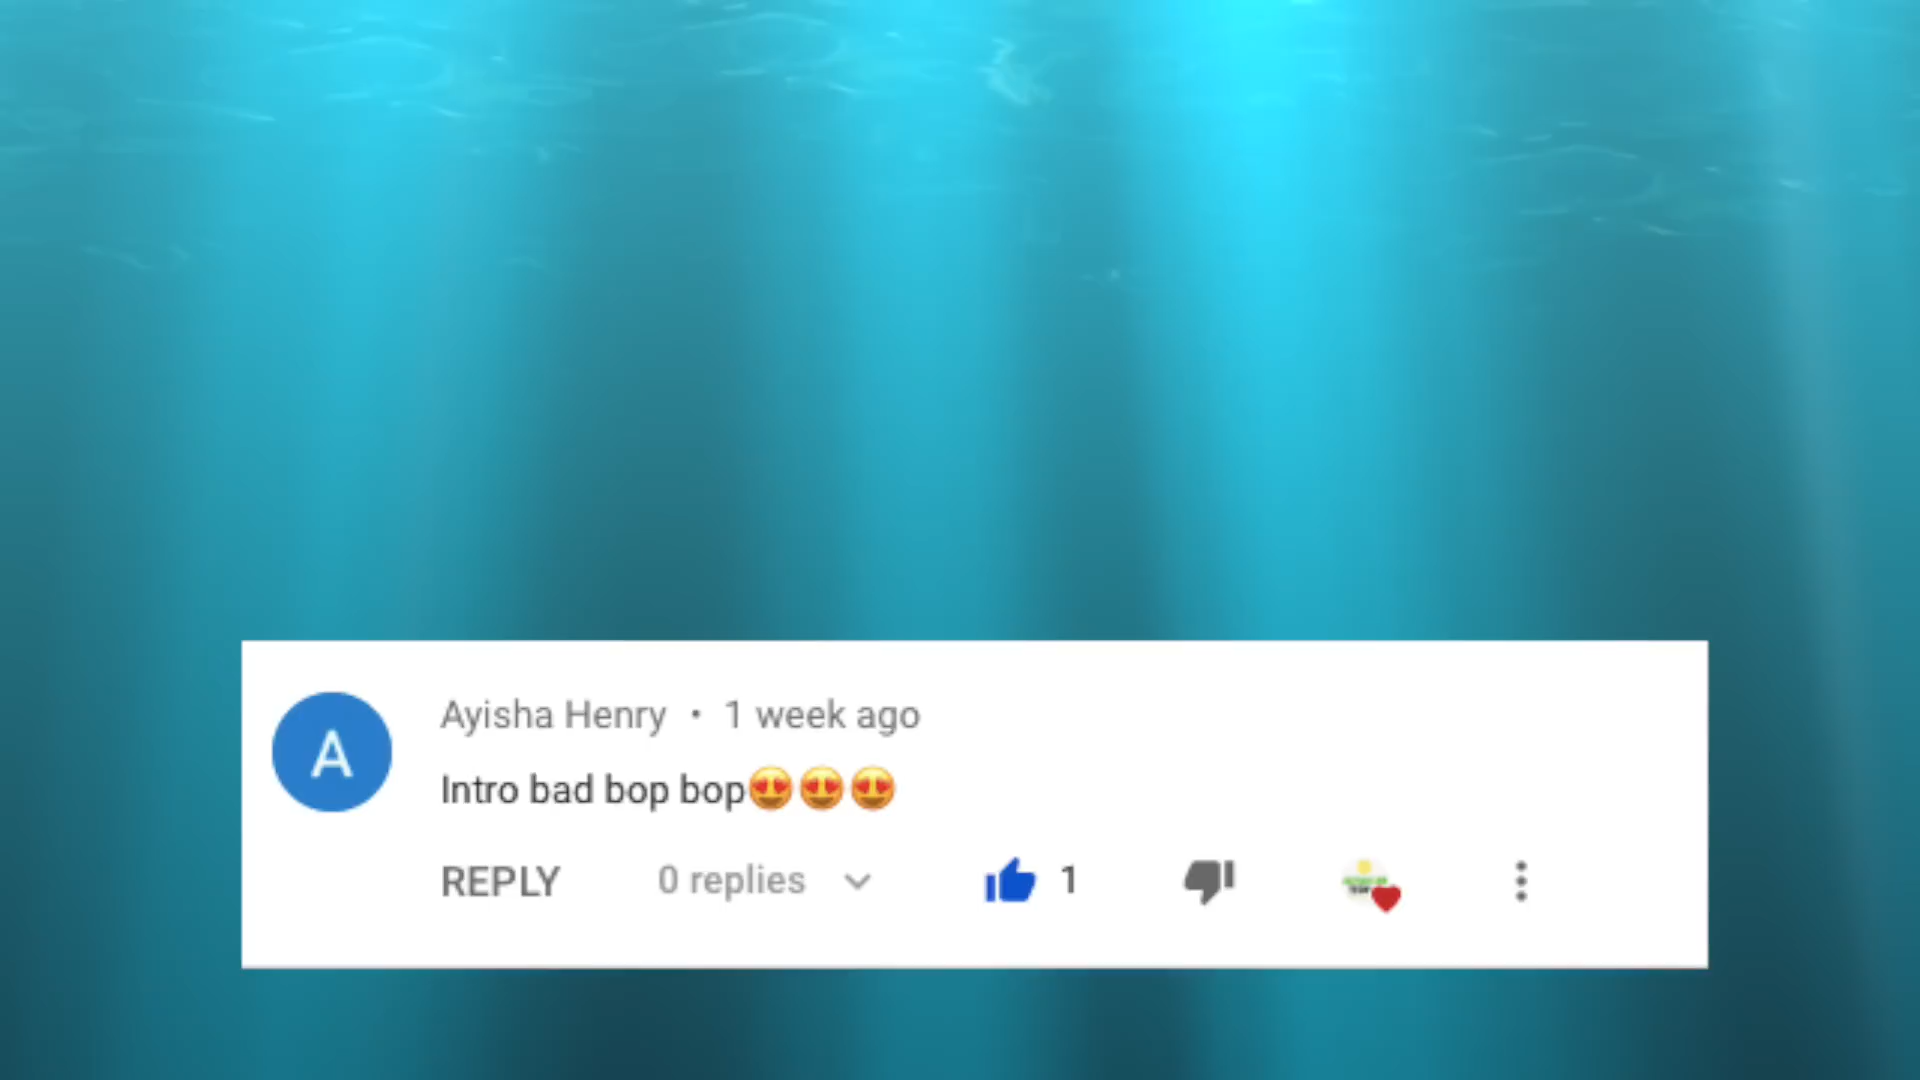 A
Ayisha Henry • 1 week ago
Intro bad bop bop😍😍😍
REPLY 0 replies 1